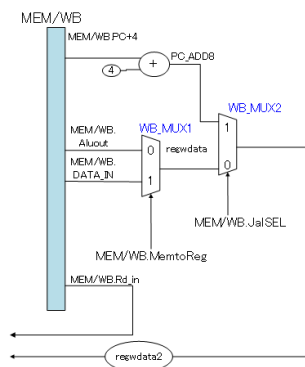 MEM/WB
MEM/WB.PC+4
PC_ADD8
4
+
WB_MUX2
MEM/WB.
Aluout
WB_MUX1
1
0
regwdata
MEM/WB.
DATA_IN
1
0
MEM/WB.JalSEL
MEM/WB.MemtoReg
MEM/WB.Rd_in
regwdata2